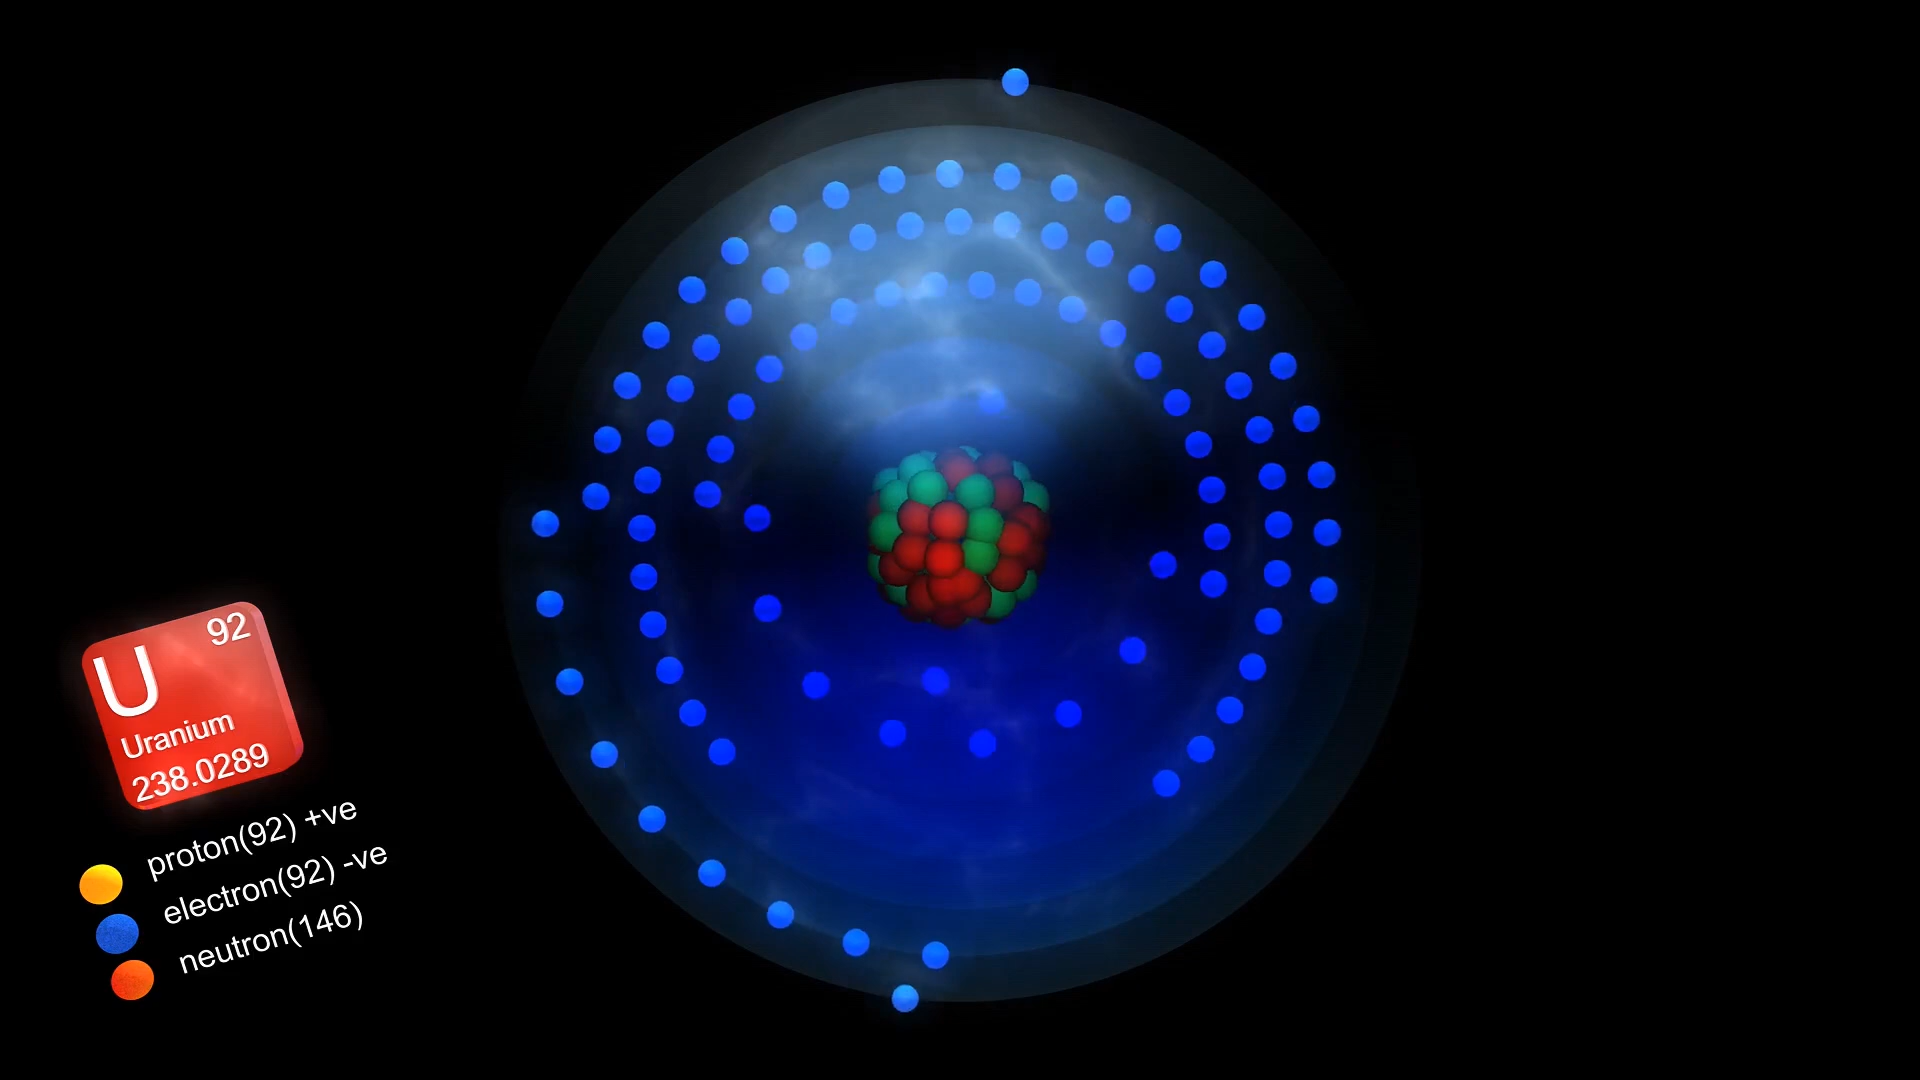 92
U
Uranium
238.0289
proton(92) +ve
electron(92) -ve
neutron(146)